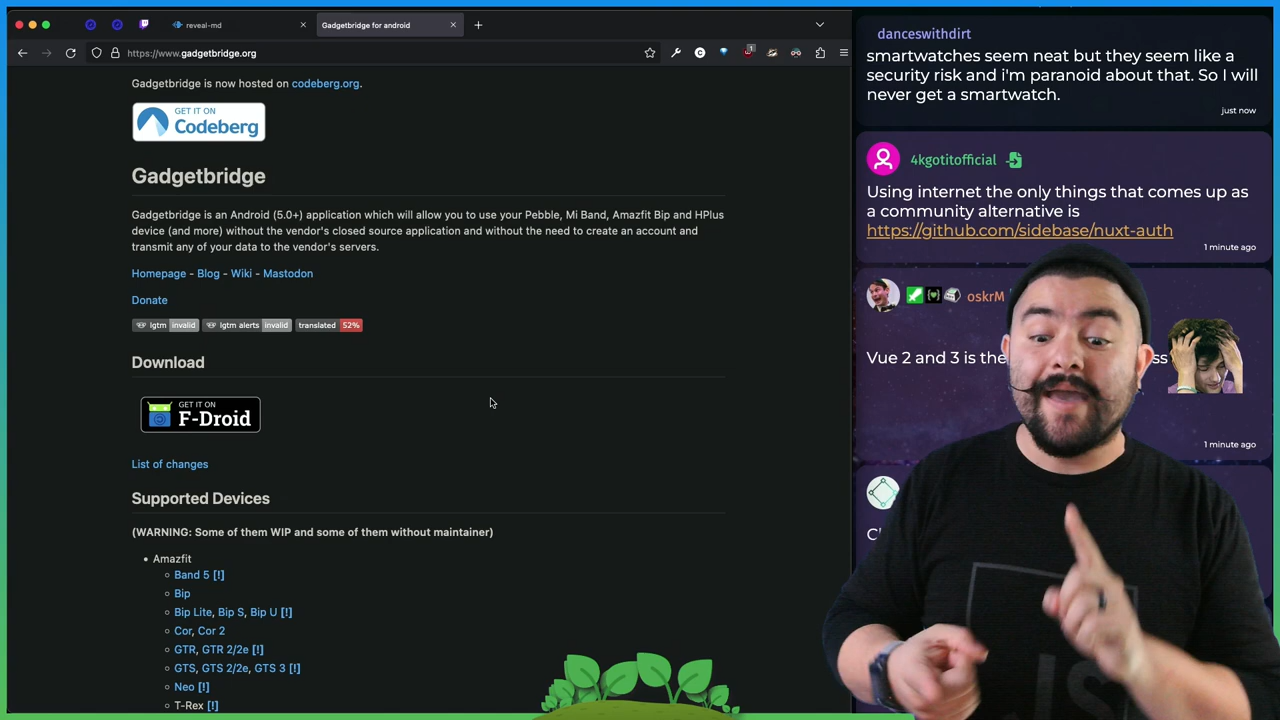 reveal-md
Gadgetbridge for android
https://www.gadgetbridge.org
1
Gadgetbridge is now hosted on codeberg.org.
GET IT ON
Codeberg
Gadgetbridge
Gadgetbridge is an Android (5.0+) application which will allow you to use your Pebble, Mi Band, Amazfit Bip and HPlus
device (and more) without the vendor's closed source application and without the need to create an account and
transmit any of your data to the vendor's servers.
Homepage - Blog - Wiki - Mastodon
Donate
lgtm invalid lgtm alerts invalid translated 52%
Download
GET IT ON
F-Droid
List of changes
Supported Devices
(WARNING: Some of them WIP and some of them without maintainer)
Amazfit
Band 5 [!]
Bip
Bip Lite, Bip S, Bip U [!]
Cor, Cor 2
GTR, GTR 2/2e [!]
GTS, GTS 2/2e, GTS 3 [!]
Neo [!]
T-Rex [!]
danceswithdirt
smartwatches seem neat but they seem like a
security risk and i'm paranoid about that. So I will
never get a smartwatch.
just now
4kgotitofficial
Using internet the only things that comes up as
a community alternative is
https://github.com/sidebase/nuxt-auth
1 minute ago
oskrM
Vue 2 and 3 is the
1 minute ago